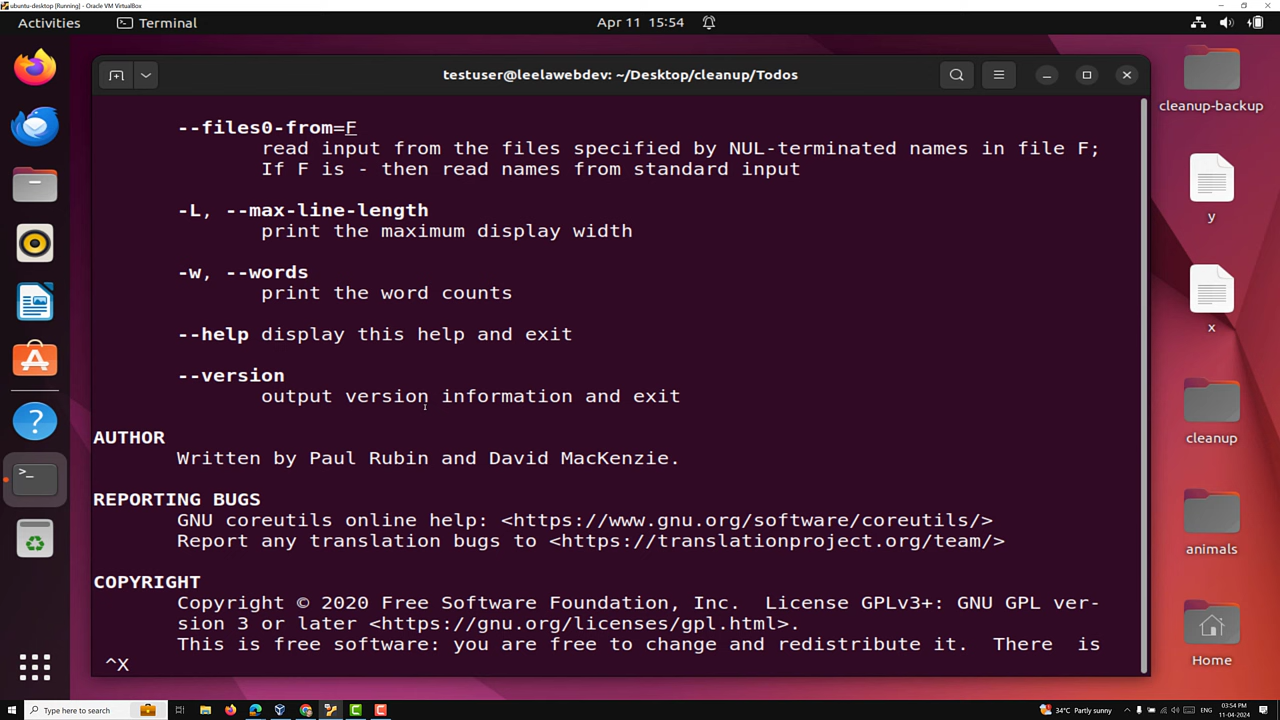 ubuntu-desktop [Running] - Oracle VM VirtualBox
Activities Terminal Apr 11 15:54
testuser@leelawebdev: ~/Desktop/cleanup/Todos
--files0-from=F
read input from the files specified by NUL-terminated names in file F;
If F is - then read names from standard input
-L, --max-line-length
print the maximum display width
-w, --words
print the word counts
--help display this help and exit
--version
output version information and exit
AUTHOR
Written by Paul Rubin and David MacKenzie.
REPORTING BUGS
GNU coreutils online help: <https://www.gnu.org/software/coreutils/>
Report any translation bugs to <https://translationproject.org/team/>
COPYRIGHT
Copyright © 2020 Free Software Foundation, Inc. License GPLv3+: GNU GPL ver-
sion 3 or later <https://gnu.org/licenses/gpl.html>.
This is free software: you are free to change and redistribute it. There is
^X
cleanup-backup
y
x
cleanup
animals
Home
Type here to search
34°C Partly sunny
ENG
03:54 PM
11-04-2024